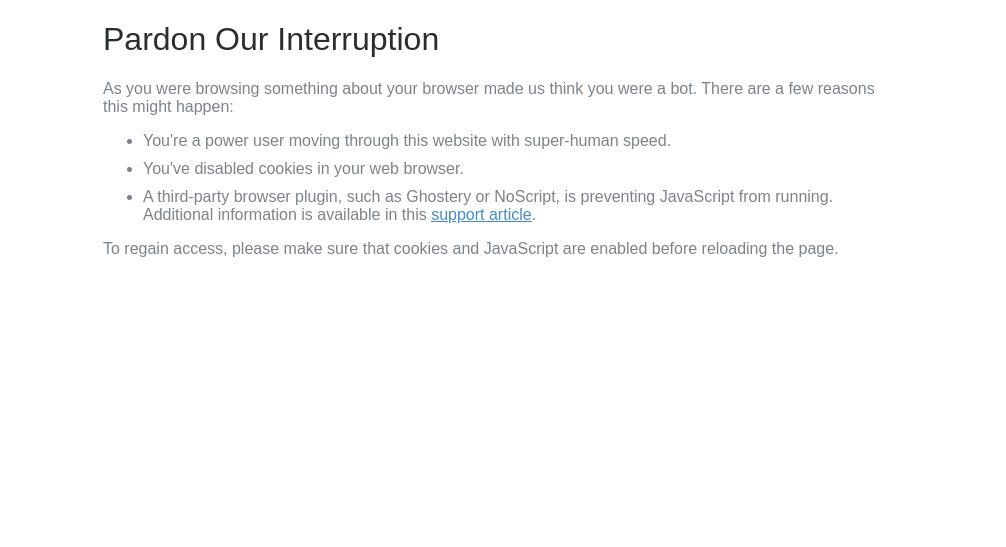 Pardon Our Interruption
As you were browsing something about your browser made us think you were a bot. There are a few reasons
this might happen:
You're a power user moving through this website with super-human speed.
You've disabled cookies in your web browser.
A third-party browser plugin, such as Ghostery or NoScript, is preventing JavaScript from running.
Additional information is available in this support article.
To regain access, please make sure that cookies and JavaScript are enabled before reloading the page.